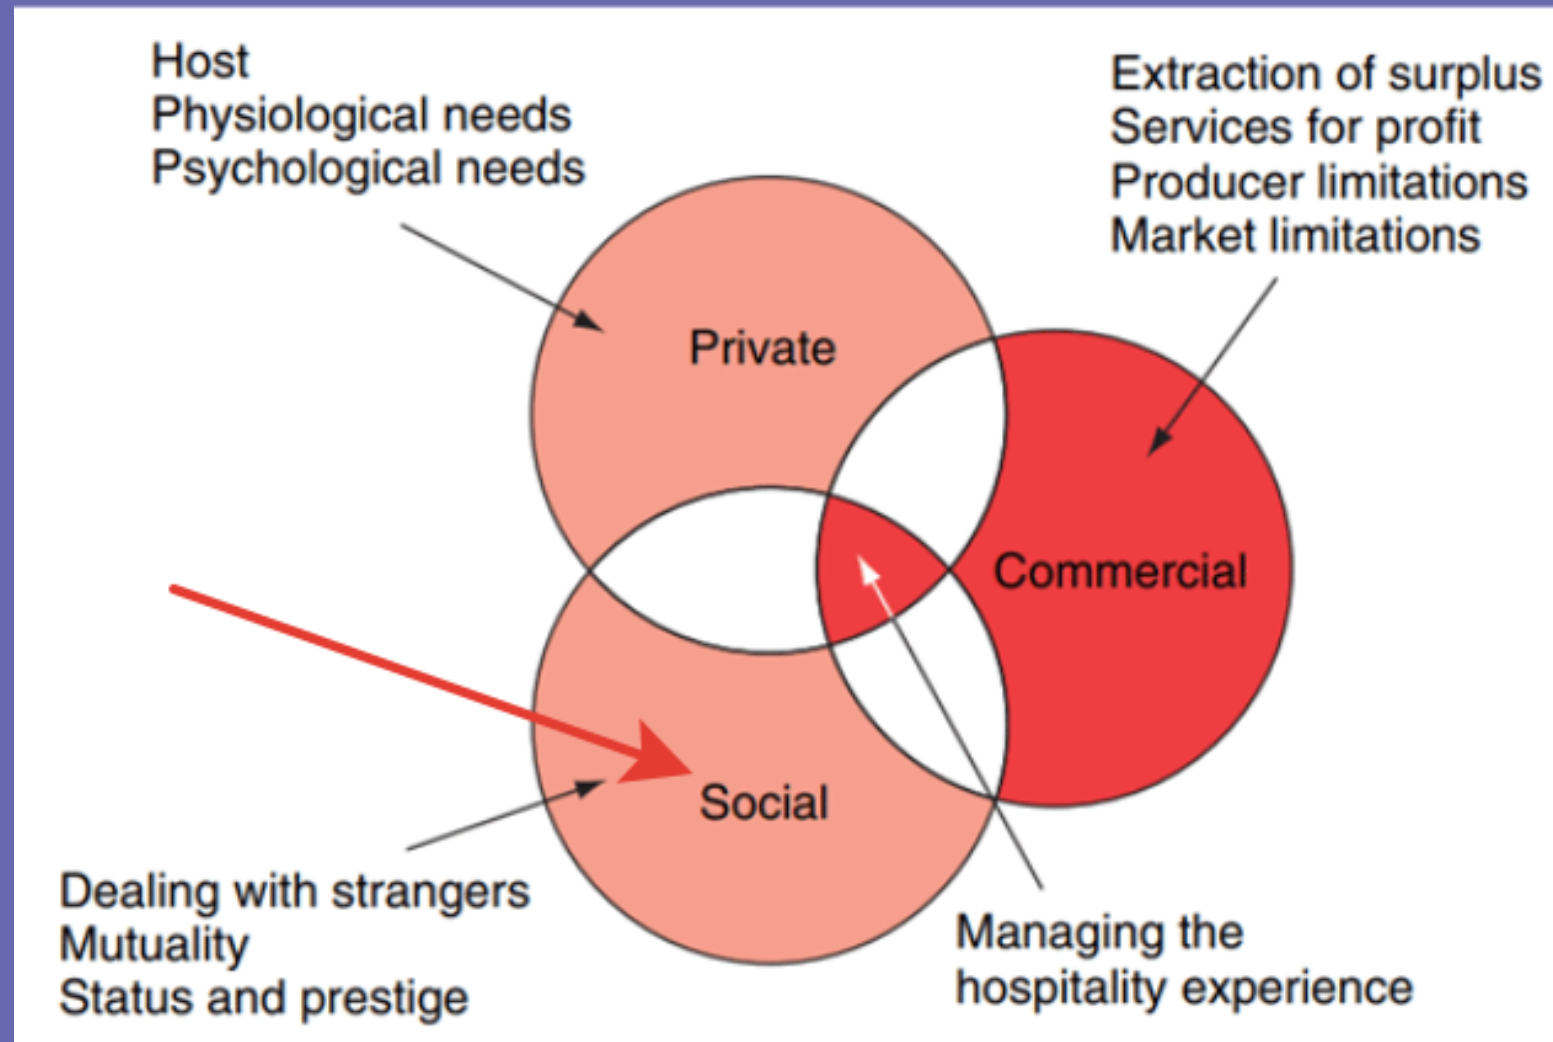 Host
Physiological needs
Psychological needs
Extraction of surplus
Services for profit
Producer limitations
Market limitations
Private
Commercial
Social
Dealing with strangers
Mutuality
Status and prestige
Managing the
hospitality experience